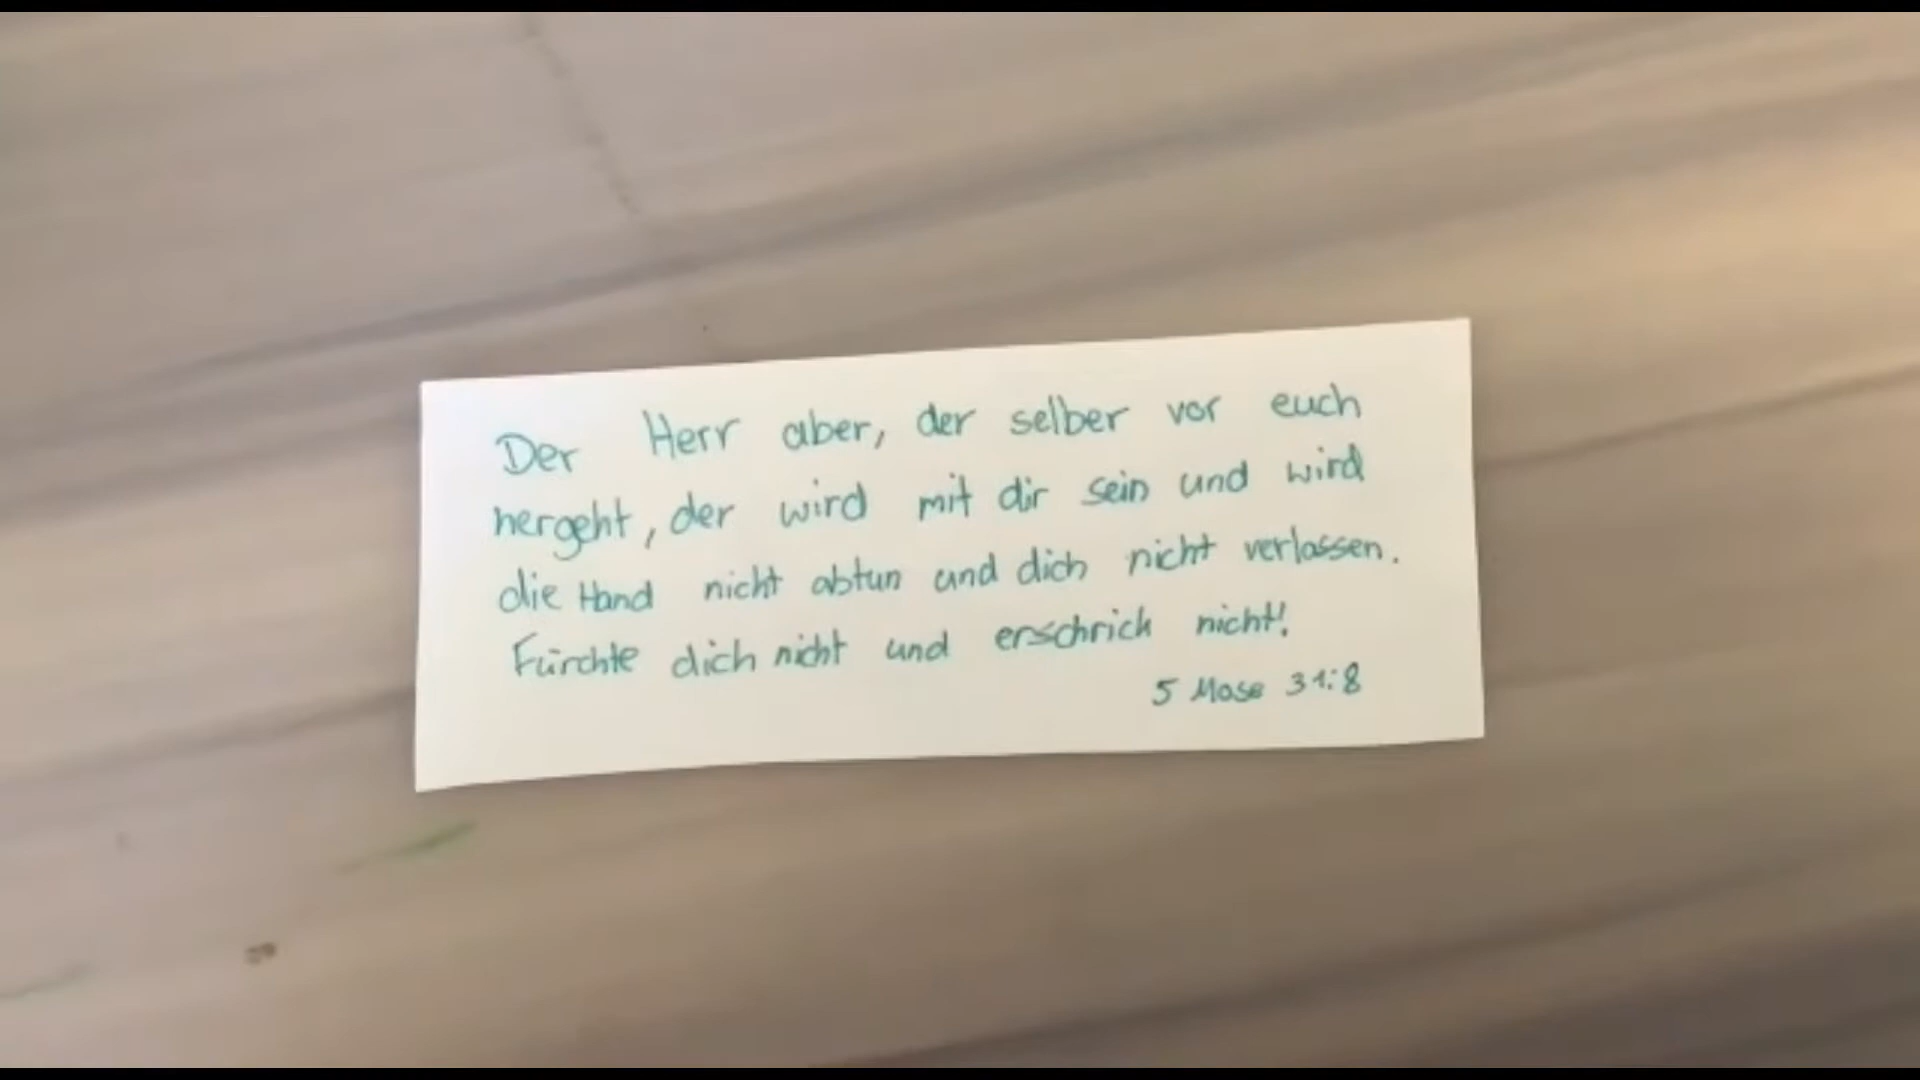 Der Herr aber, der selber vor euch
hergeht, der wird mit dir sein und wird
die Hand nicht abtun und dich nicht verlassen.
Fürchte dich nicht und erschrick nicht!
5 Mose 31:8